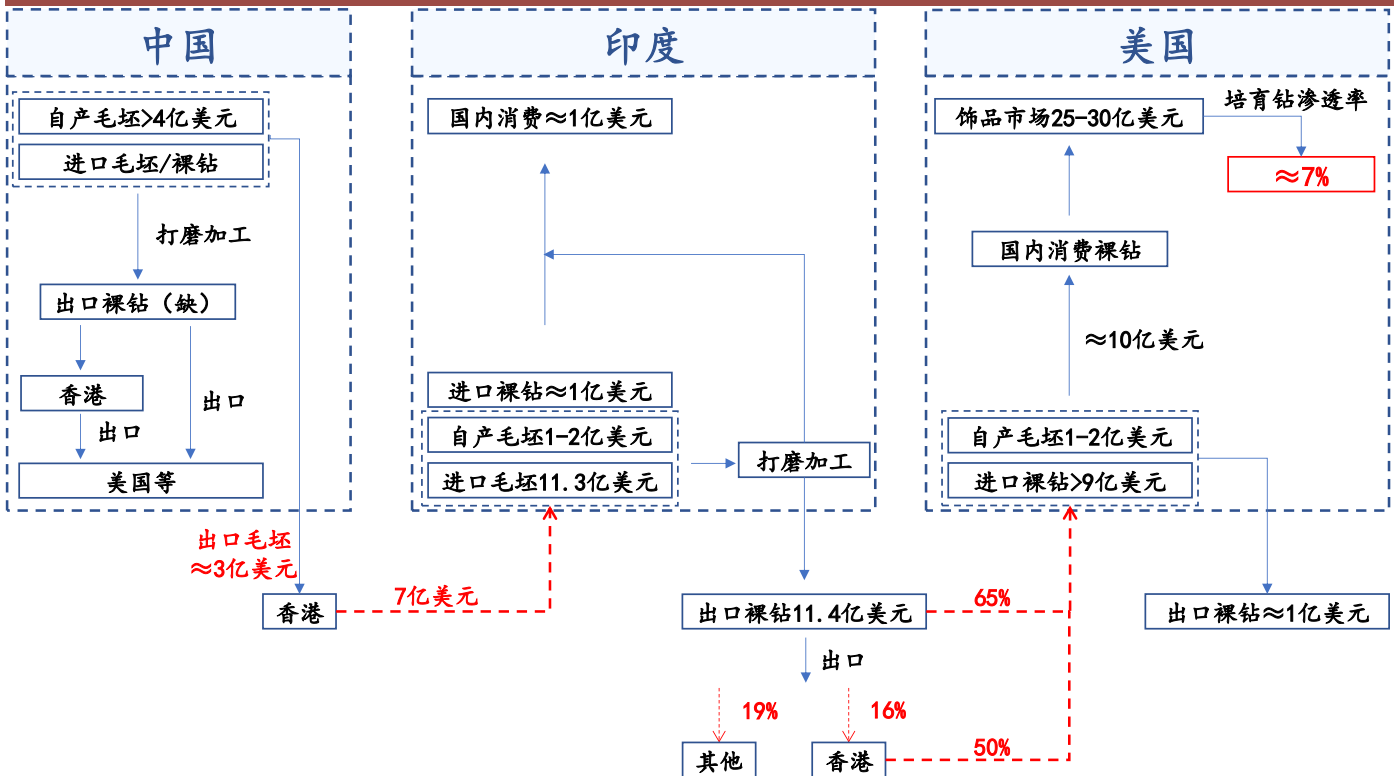 中国
自产毛坯>4亿美元
进口毛坯/裸钻
打磨加工
出口裸钻（缺）
香港
出口
出口
美国等
出口毛坯
≈3亿美元
香港
7亿美元
印度
国内消费≈1亿美元
进口裸钻≈1亿美元
自产毛坯1-2亿美元
进口毛坯11.3亿美元
打磨加工
出口裸钻11.4亿美元
65%
出口
19%
16%
其他
香港
50%
美国
饰品市场25-30亿美元
培育钻渗透率
≈7%
国内消费裸钻
≈10亿美元
自产毛坯1-2亿美元
进口裸钻>9亿美元
出口裸钻≈1亿美元